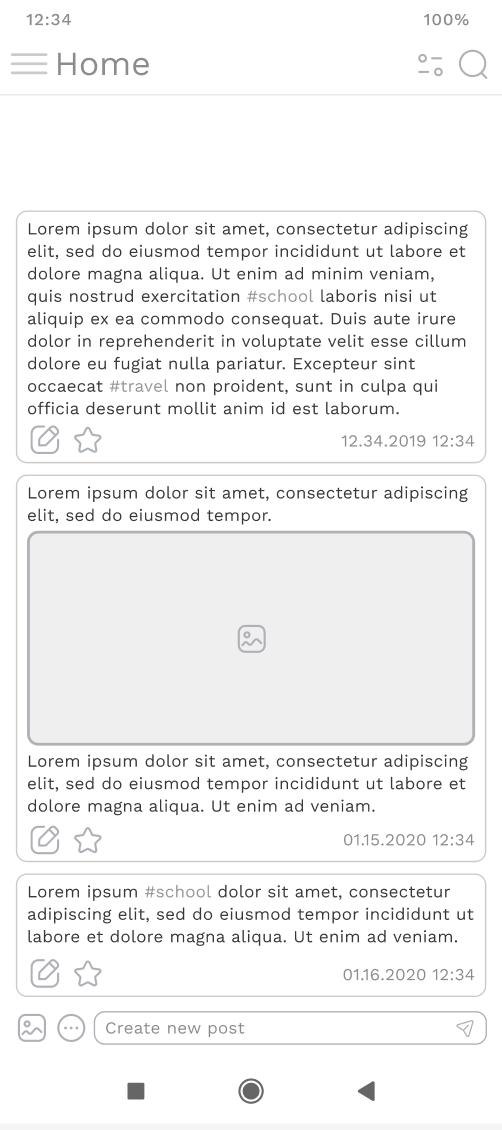 12:34 100%
Home
Lorem ipsum dolor sit amet, consectetur adipiscing
elit, sed do eiusmod tempor incididunt ut labore et
dolore magna aliqua. Ut enim ad minim veniam,
quis nostrud exercitation #school laboris nisi ut
aliquip ex ea commodo consequat. Duis aute irure
dolor in reprehenderit in voluptate velit esse cillum
dolore eu fugiat nulla pariatur. Excepteur sint
occaecat #travel non proident, sunt in culpa qui
officia deserunt mollit anim id est laborum.
12.34.2019 12:34
Lorem ipsum dolor sit amet, consectetur adipiscing
elit, sed do eiusmod tempor.
Lorem ipsum dolor sit amet, consectetur adipiscing
elit, sed do eiusmod tempor incididunt ut labore et
dolore magna aliqua. Ut enim ad veniam.
01.15.2020 12:34
Lorem ipsum #school dolor sit amet, consectetur
adipiscing elit, sed do eiusmod tempor incididunt ut
labore et dolore magna aliqua. Ut enim ad veniam.
01.16.2020 12:34
Create new post